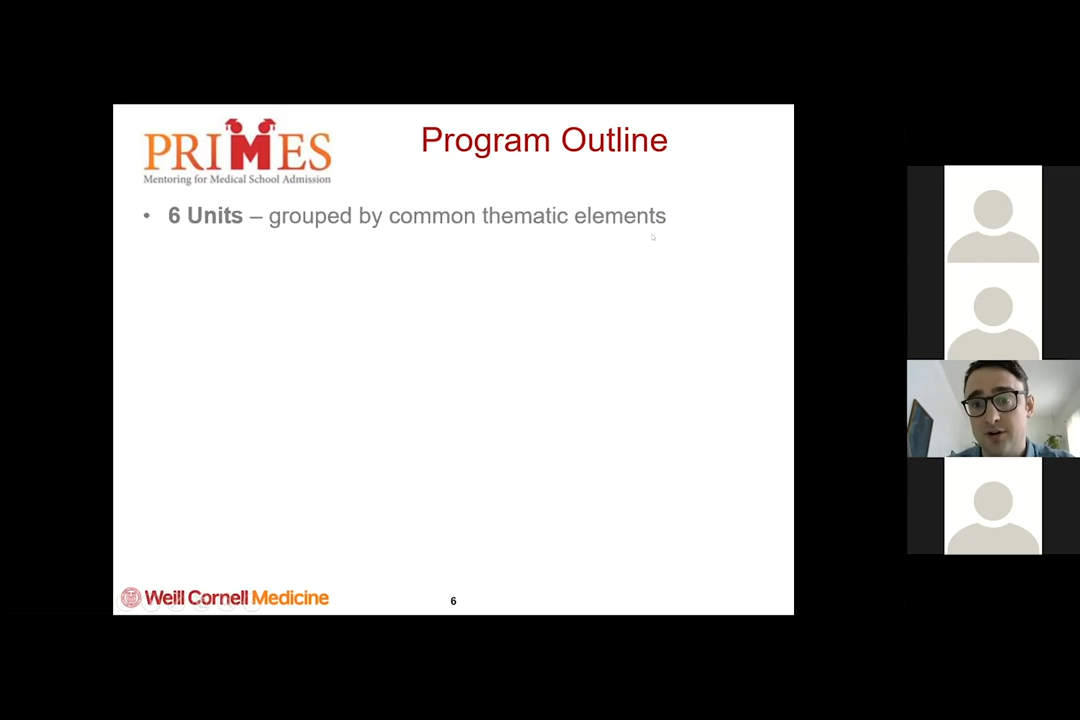 PRIMES
Mentoring for Medical School Admission
Program Outline
• 6 Units – grouped by common thematic elements
Weill Cornell Medicine
6